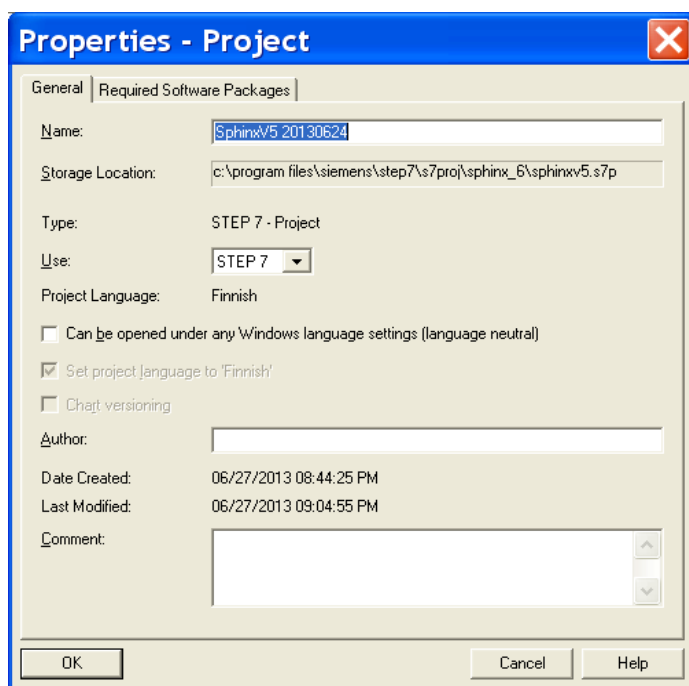 Properties - Project
General Required Software Packages
Name: SphinxV5 20130624
Storage Location: c:\program files\siemens\step7\s7proj\sphinx_6\sphinxv5.s7p
Type: STEP 7 - Project
Use: STEP 7
Project Language: Finnish
Can be opened under any Windows language settings (language neutral)
Set project language to 'Finnish'
Chart versioning
Author:
Date Created: 06/27/2013 08:44:25 PM
Last Modified: 06/27/2013 09:04:55 PM
Comment:
OK Cancel Help